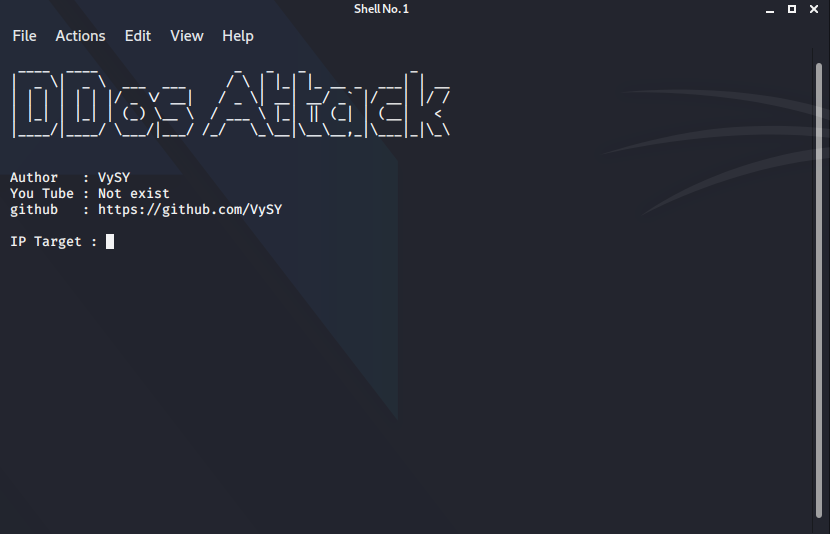 Shell No. 1
File Actions Edit View Help
DDos Attack
Author : VySY
You Tube : Not exist
github : https://github.com/VySY
IP Target :